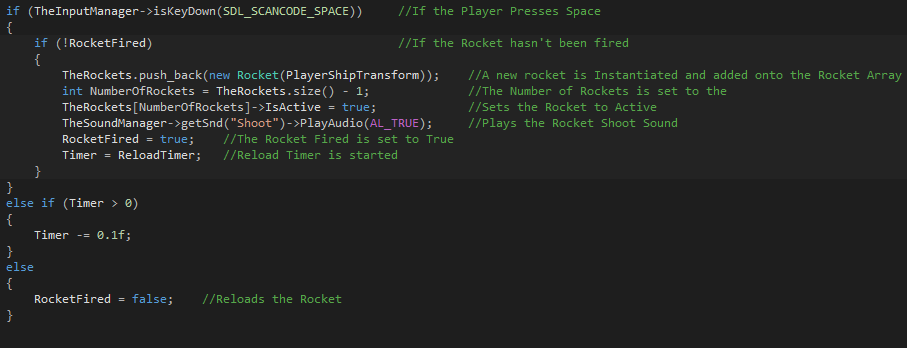 if (TheInputManager->isKeyDown(SDL_SCANCODE_SPACE))     //If the Player Presses Space
{
    if (!RocketFired)                                   //If the Rocket hasn't been fired
    {
        TheRockets.push_back(new Rocket(PlayerShipTransform));    //A new rocket is Instantiated and added onto the Rocket Array
        int NumberOfRockets = TheRockets.size() - 1;              //The Number of Rockets is set to the
        TheRockets[NumberOfRockets]->IsActive = true;             //Sets the Rocket to Active
        TheSoundManager->getSnd("Shoot")->PlayAudio(AL_TRUE);     //Plays the Rocket Shoot Sound
        RocketFired = true;    //The Rocket Fired is set to True
        Timer = ReloadTimer;   //Reload Timer is started
    }
}
else if (Timer > 0)
{
    Timer -= 0.1f;
}
else
{
    RocketFired = false;    //Reloads the Rocket
}